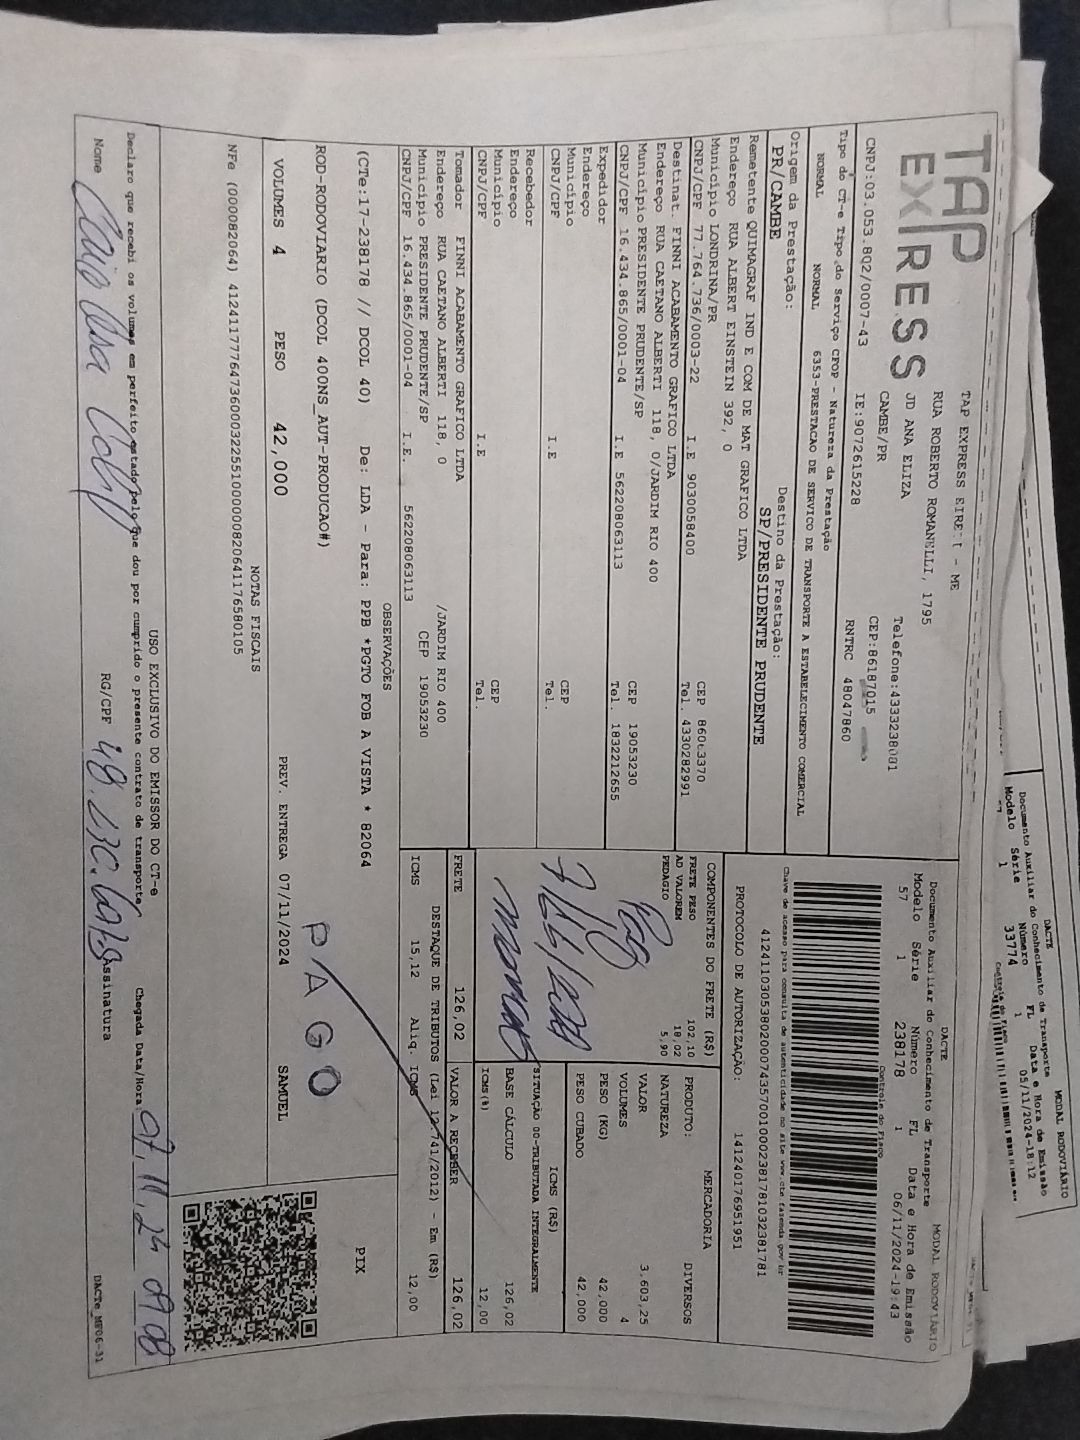 TAP EXPRESS
TAP EXPRESS EIRELI - ME
RUA ROBERTO ROMANELLI, 1795
JD ANA ELIZA
CAMBE/PR
Telefone:4333238081
CEP:86187015
CNPJ:03.053.802/0007-43 IE:9072615228 RNTRC 48047860
Tipo do CT-e Tipo do Serviço CFOP - Natureza da Prestação
NORMAL NORMAL 6353-PRESTACAO DE SERVICO DE TRANSPORTE A ESTABELECIMENTO COMERCIAL
Origem da Prestação: Destino da Prestação:
PR/CAMBE SP/PRESIDENTE PRUDENTE
Remetente QUIMAGRAF IND E COM DE MAT GRAFICO LTDA
Endereço RUA ALBERT EINSTEIN 392, 0
Município LONDRINA/PR CEP 86063370
CNPJ/CPF 77.764.736/0003-22 I.E 9030058400 Tel. 4330282991
Destinat. FINNI ACABAMENTO GRAFICO LTDA
Endereço RUA CAETANO ALBERTI 118, 0/JARDIM RIO 400
Município PRESIDENTE PRUDENTE/SP CEP 19053230
CNPJ/CPF 16.434.865/0001-04 I.E 562208063113 Tel. 1832212655
Expedidor
Endereço
Município CEP
CNPJ/CPF I.E Tel.
Recebedor
Endereço
Município CEP
CNPJ/CPF I.E Tel.
Tomador FINNI ACABAMENTO GRAFICO LTDA
Endereço RUA CAETANO ALBERTI 118, 0 /JARDIM RIO 400
Município PRESIDENTE PRUDENTE/SP CEP 19053230
CNPJ/CPF 16.434.865/0001-04 I.E. 562208063113
DACTE MODAL RODOVIÁRIO
Documento Auxiliar do Conhecimento de Transporte
Modelo Série Número FL Data e Hora de Emissão
57 1 238178 1 06/11/2024-19:43
Controle do Fisco
Chave de acesso para consulta de autenticidade no site www.cte.fazenda.gov.br
41241103053802000743570010002381781032381781
PROTOCOLO DE AUTORIZAÇÃO: 141240176951951
COMPONENTES DO FRETE (R$)
FRETE PESO 102,10
AD VALOREM 18,02
PEDAGIO 5,90
MERCADORIA
PRODUTO: DIVERSOS
NATUREZA
VALOR 3,603,25
VOLUMES 4
PESO (KG) 42,000
PESO CUBADO 42,000
ICMS (R$)
SITUAÇÃO 00-TRIBUTADA INTEGRALMENTE
BASE CÁLCULO 126,02
ICMS(%) 12,00
FRETE 126,02 VALOR A RECEBER 126,02
DESTAQUE DE TRIBUTOS (Lei 12.741/2012) - Em (R$)
ICMS 15,12 Aliq. ICMS 12,00
OBSERVAÇÕES
(CTe:17-238178 // DCOL 40) De: LDA - Para: PPB *PGTO FOB A VISTA * 82064
ROD-RODOVIARIO (DCOL 400NS_AUT-PRODUCAO#)
PAGO
PIX
VOLUMES 4 PESO 42,000 PREV. ENTREGA 07/11/2024 SAMUEL
NOTAS FISCAIS
NFe (000082064) 41241177764736000322551000000820641176580105
USO EXCLUSIVO DO EMISSOR DO CT-e
Declaro que recebi os volumes em perfeito estado pelo que dou por cumprido o presente contrato de transporte. Chegada Data/Hora 07.11.24 09:08
Nome RG/CPF Assinatura
DACTe_MF06-31
MODAL RODOVIÁRIO
DACTE
Documento Auxiliar do Conhecimento de Transporte
Modelo Série Número FL Data e Hora de Emissão
57 1 33774 1 05/11/2024-18:12
Controle do Fisco